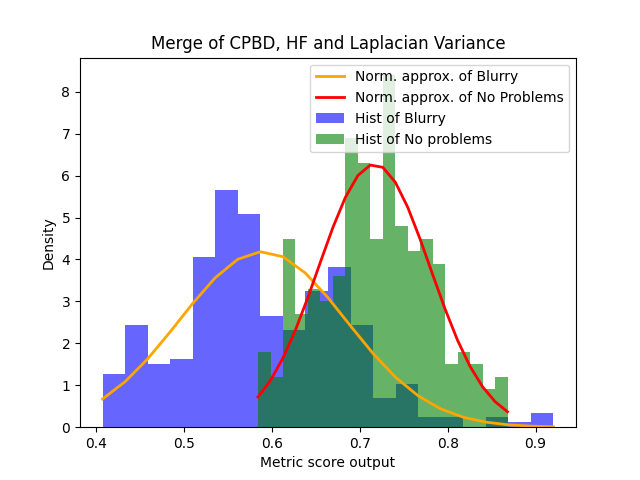 Merge of CPBD, HF and Laplacian Variance
Norm. approx. of Blurry
Norm. approx. of No Problems
Hist of Blurry
Hist of No problems
Density
8
7
6
5
4
3
2
1
0
0.4 0.5 0.6 0.7 0.8 0.9
Metric score output